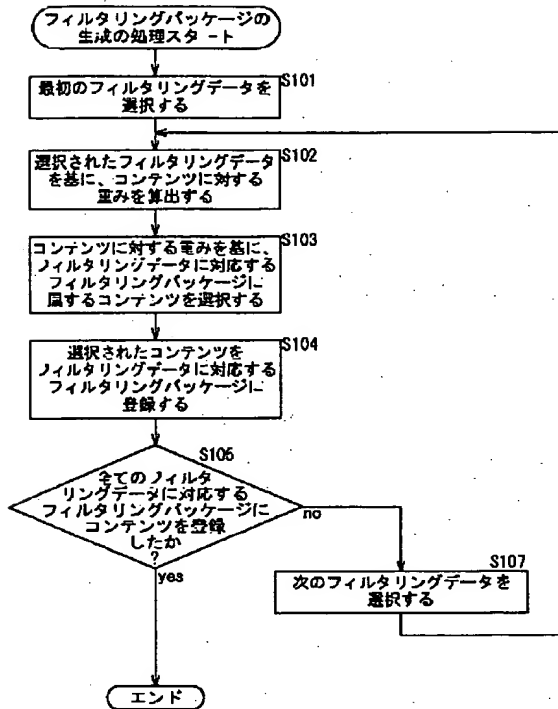 フィルタリングパッケージの
生成の処理スタート
S101
最初のフィルタリングデータを
選択する
S102
選択されたフィルタリングデータ
を基に、コンテンツに対する
重みを算出する
S103
コンテンツに対する重みを基に、
フィルタリングデータに対応する
フィルタリングパッケージに
属するコンテンツを選択する
S104
選択されたコンテンツを
フィルタリングデータに対応する
フィルタリングパッケージに
登録する
S105
全てのフィルタ
リングデータに対応する
フィルタリングパッケージに
コンテンツを登録
したか
?
no
yes
S107
次のフィルタリングデータを
選択する
エンド